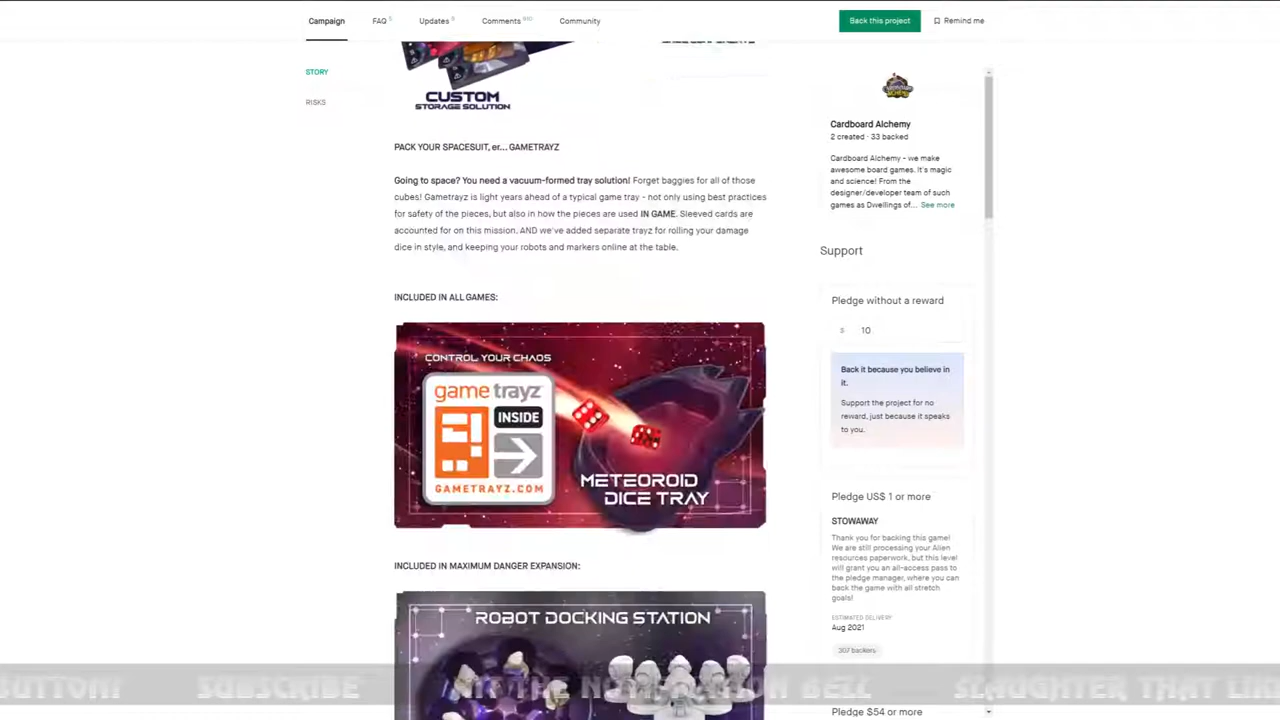 Campaign
FAQ
Updates
Comments
Community
Back this project
Remind me
STORY
RISKS
CUSTOM
STORAGE SOLUTION
PACK YOUR SPACESUIT, er... GAMETRAYZ
Going to space? You need a vacuum-formed tray solution! Forget baggies for all of those
cubes! Gametrayz is light years ahead of a typical game tray - not only using best practices
for safety of the pieces, but also in how the pieces are used IN GAME. Sleeved cards are
accounted for on this mission. AND we've added separate trayz for rolling your damage
dice in style, and keeping your robots and markers online at the table.
INCLUDED IN ALL GAMES:
CONTROL YOUR CHAOS
game trayz
INSIDE
GAMETRAYZ.COM
METEOROID
DICE TRAY
INCLUDED IN MAXIMUM DANGER EXPANSION:
ROBOT DOCKING STATION
Cardboard Alchemy
2 created · 33 backed
Cardboard Alchemy - we make
awesome board games. It's magic
and science! From the
designer/developer team of such
games as Dwellings of... See more
Support
Pledge without a reward
$ 10
Back it because you believe in
it.
Support the project for no
reward, just because it speaks
to you.
Pledge US$ 1 or more
STOWAWAY
Thank you for backing this game!
We are still processing your Alien
resources paperwork, but this level
will grant you an all-access pass to
the pledge manager, where you can
back the game with all stretch
goals!
ESTIMATED DELIVERY
Aug 2021
307 backers
BUTTON! SUBSCRIBE HIT THE NOTIFICATION BELL SLAUGHTER THAT
Pledge $54 or more